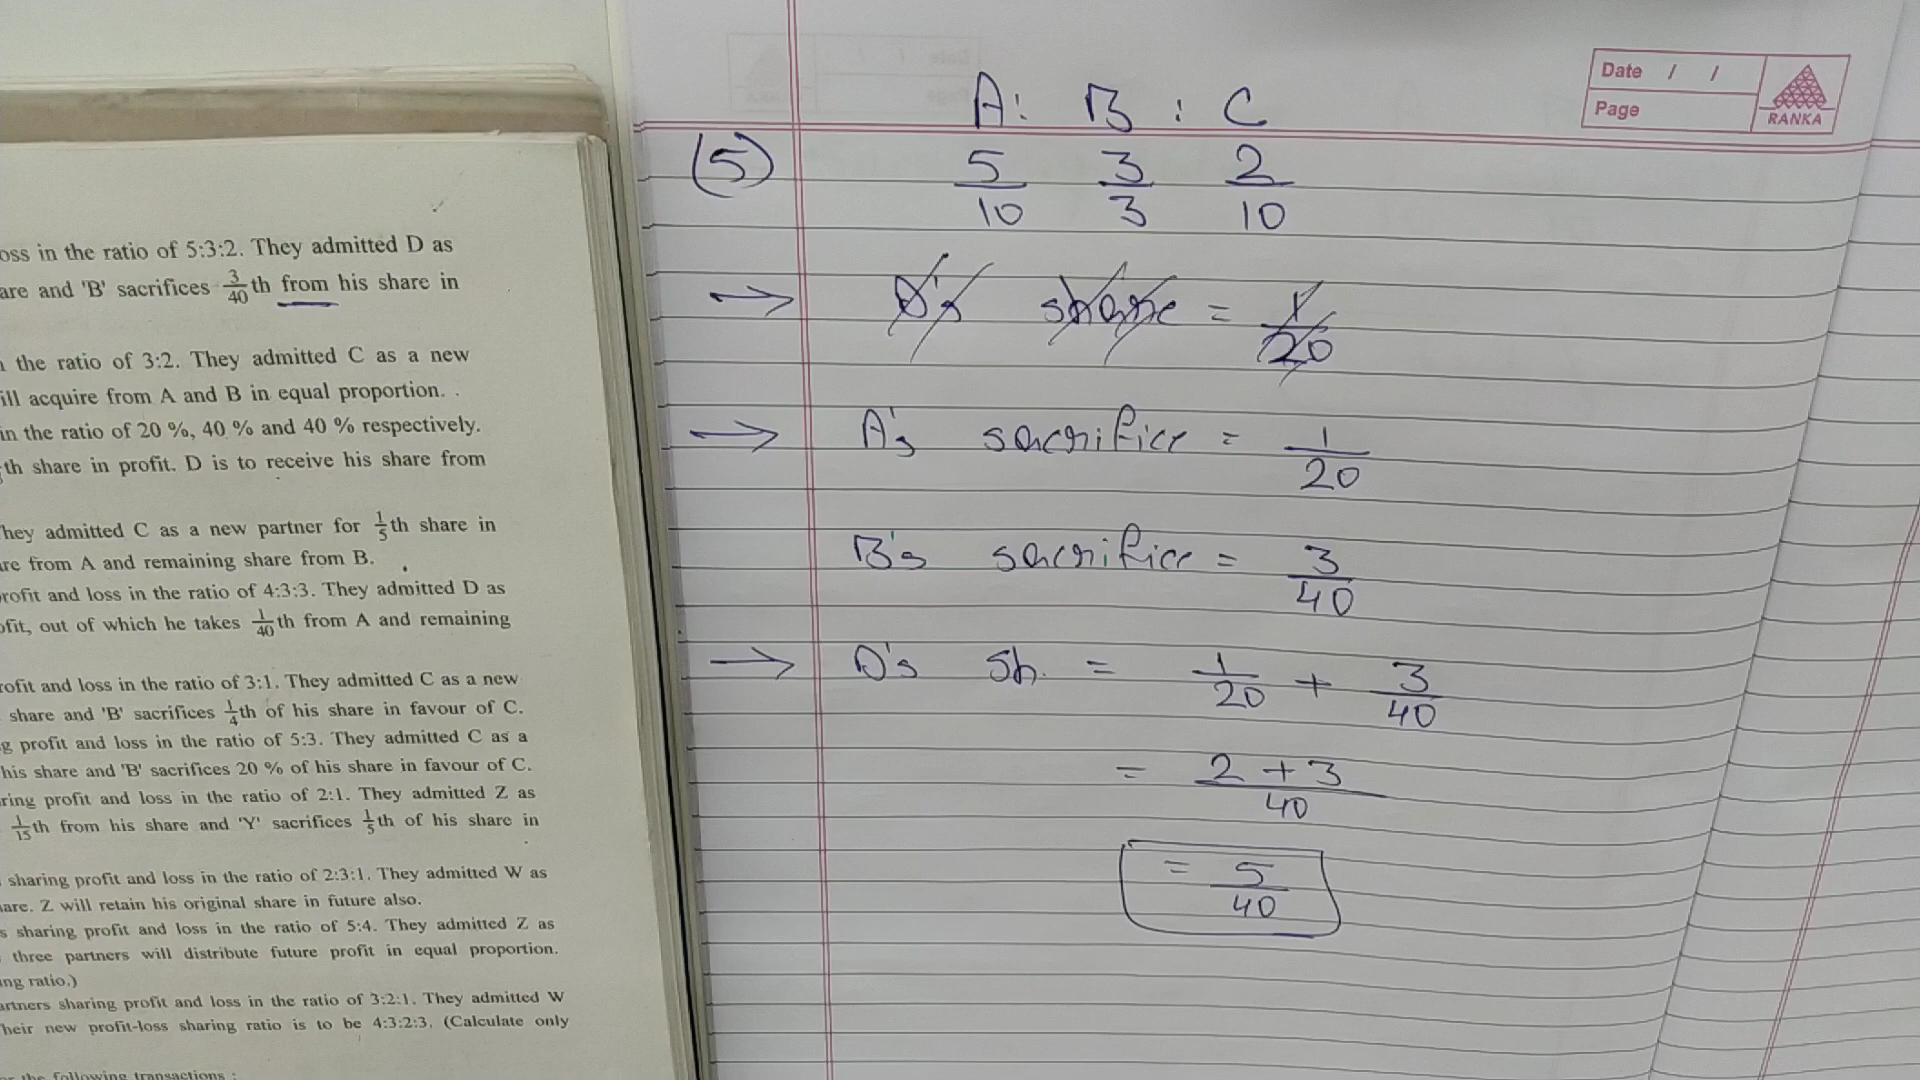 oss in the ratio of 5:3:2. They admitted D as
are and 'B' sacrifices 3/40 th from his share in
the ratio of 3:2. They admitted C as a new
ill acquire from A and B in equal proportion.
in the ratio of 20 %, 40 % and 40 % respectively.
th share in profit. D is to receive his share from
hey admitted C as a new partner for 1/5 th share in
re from A and remaining share from B.
rofit and loss in the ratio of 4:3:3. They admitted D as
ofit, out of which he takes 1/40 th from A and remaining
rofit and loss in the ratio of 3:1. They admitted C as a new
share and 'B' sacrifices 1/4 th of his share in favour of C.
g profit and loss in the ratio of 5:3. They admitted C as a
his share and 'B' sacrifices 20 % of his share in favour of C.
ring profit and loss in the ratio of 2:1. They admitted Z as
1/15 th from his share and 'Y' sacrifices 1/5 th of his share in
sharing profit and loss in the ratio of 2:3:1. They admitted W as
are. Z will retain his original share in future also.
s sharing profit and loss in the ratio of 5:4. They admitted Z as
three partners will distribute future profit in equal proportion.
ing ratio.)
artners sharing profit and loss in the ratio of 3:2:1. They admitted W
heir new profit-loss sharing ratio is to be 4:3:2:3. (Calculate only
the following transactions :
Date / /
Page
RANKA
A : B : C
(5) 5/10 3/3 2/10
→ D's share = 1/20
→ A's sacrifice = 1/20
B's sacrifice = 3/40
→ D's Sh. = 1/20 + 3/40
= 2 + 3/40
= 5/40